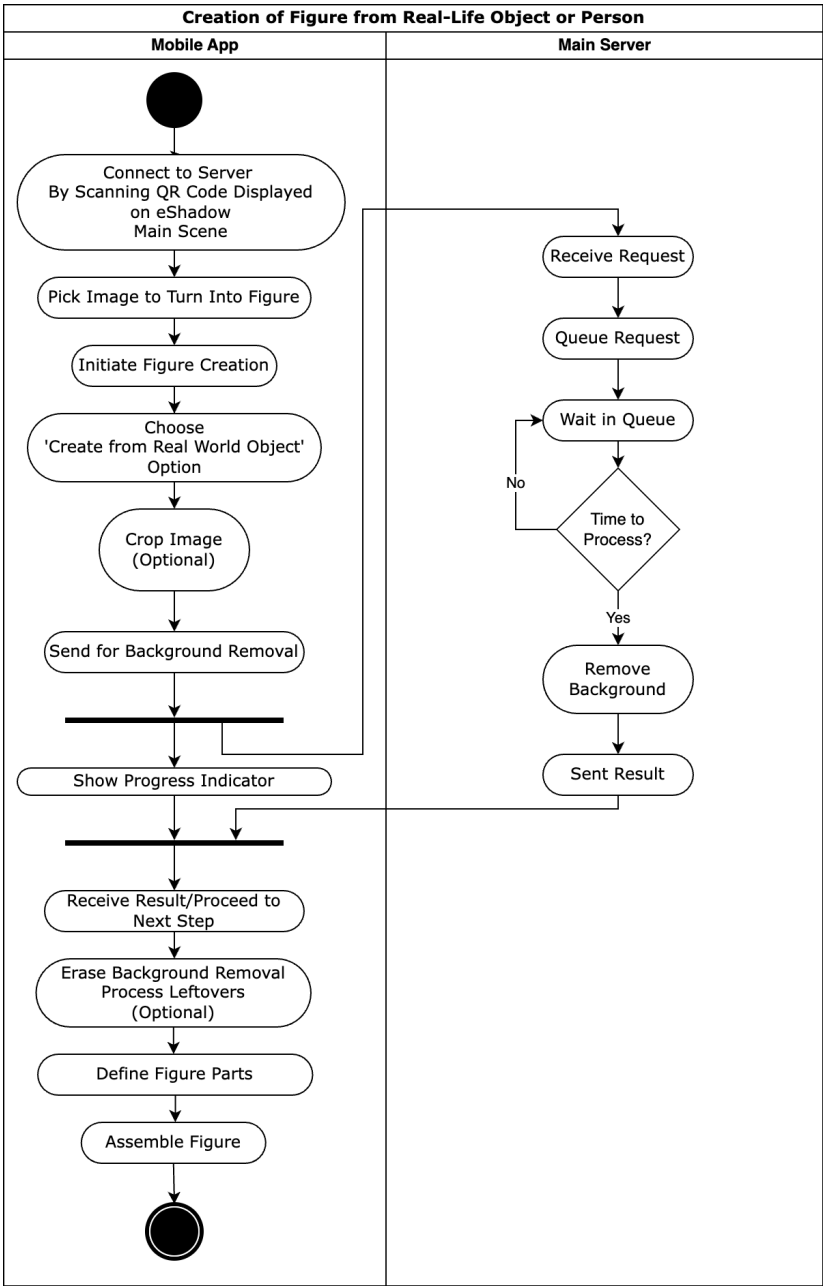 Creation of Figure from Real-Life Object or Person
Mobile App
Main Server
Connect to Server
By Scanning QR Code Displayed
on eShadow
Main Scene
Pick Image to Turn Into Figure
Initiate Figure Creation
Choose
'Create from Real World Object'
Option
Crop Image
(Optional)
Send for Background Removal
Show Progress Indicator
Receive Result/Proceed to
Next Step
Erase Background Removal
Process Leftovers
(Optional)
Define Figure Parts
Assemble Figure
Receive Request
Queue Request
Wait in Queue
No
Time to
Process?
Yes
Remove
Background
Sent Result